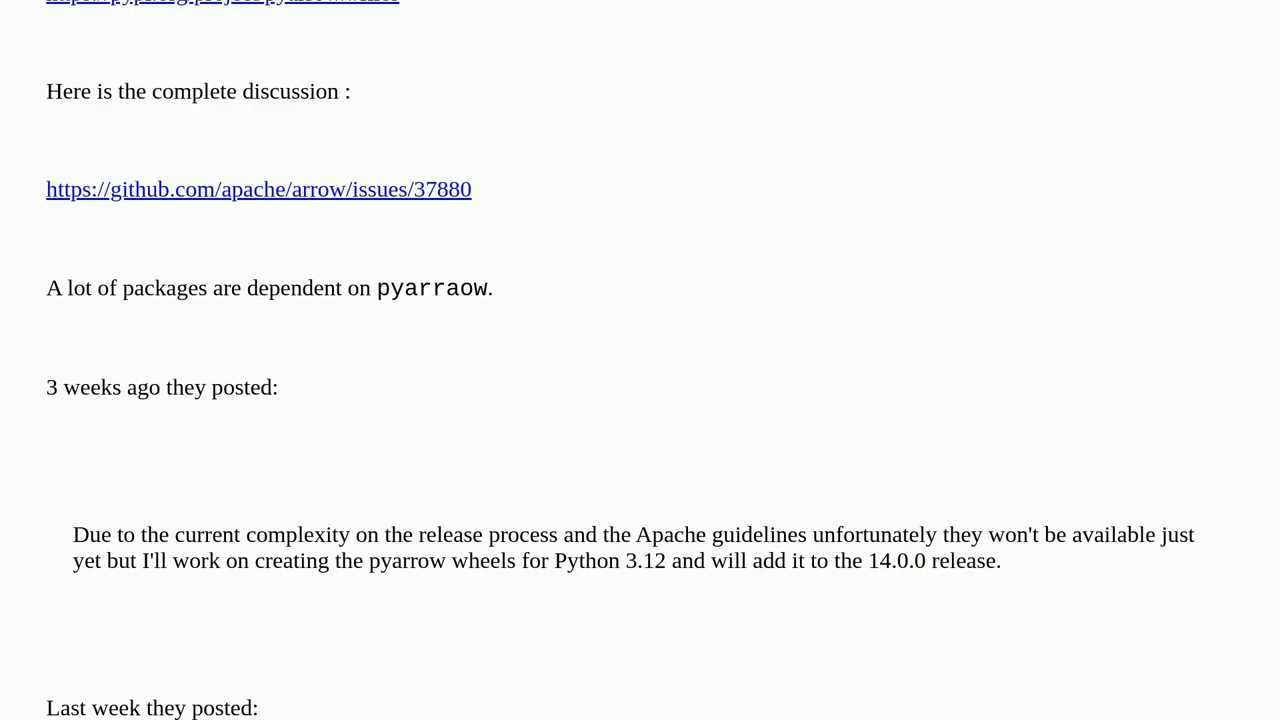 Here is the complete discussion :
https://github.com/apache/arrow/issues/37880
A lot of packages are dependent on pyarraow.
3 weeks ago they posted:
Due to the current complexity on the release process and the Apache guidelines unfortunately they won't be available just
yet but I'll work on creating the pyarrow wheels for Python 3.12 and will add it to the 14.0.0 release.
Last week they posted: